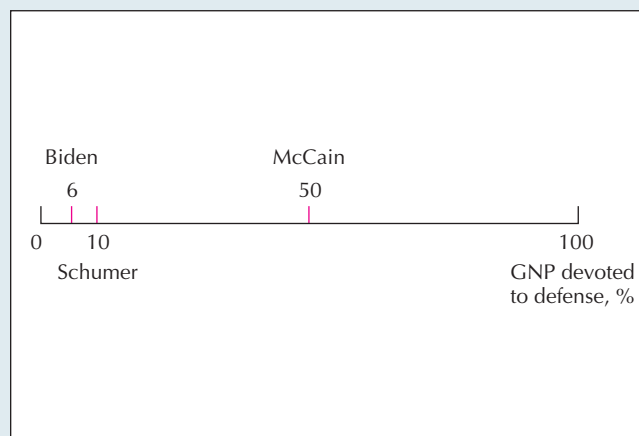 Biden
McCain
6
50
0
10
100
Schumer
GNP devoted
to defense, %